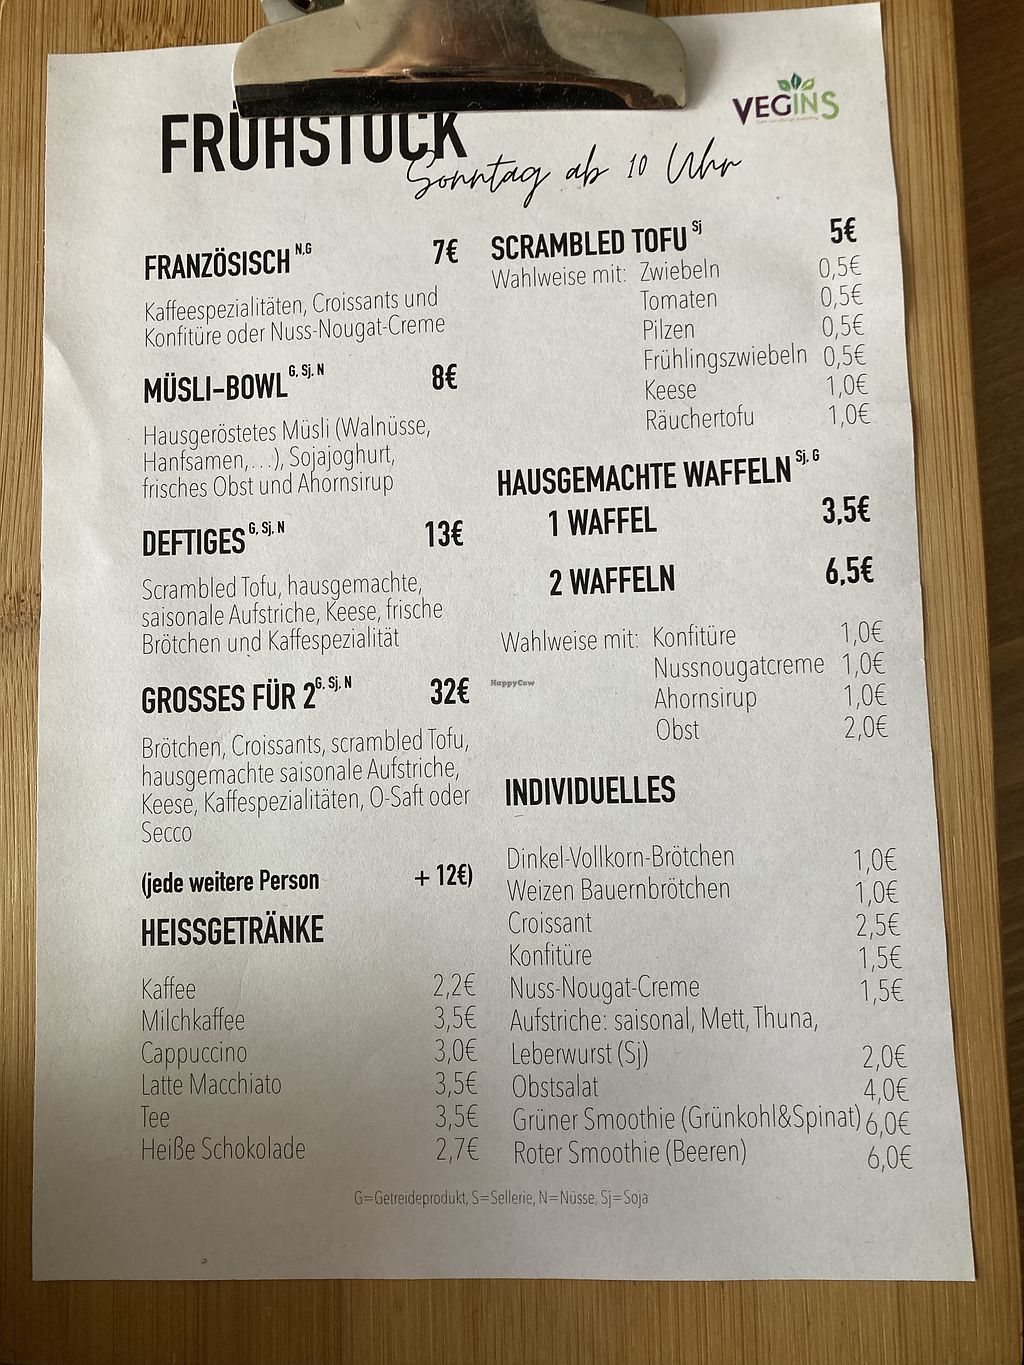 FRÜHSTÜCK
Sonntag ab 10 Uhr
VEGINS
FRANZÖSISCH N,G 7€
Kaffeespezialitäten, Croissants und
Konfitüre oder Nuss-Nougat-Creme
MÜSLI-BOWL G, Sj, N 8€
Hausgeröstetes Müsli (Walnüsse,
Hanfsamen,...), Sojajoghurt,
frisches Obst und Ahornsirup
DEFTIGES G, Sj, N 13€
Scrambled Tofu, hausgemachte,
saisonale Aufstriche, Keese, frische
Brötchen und Kaffespezialität
GROSSES FÜR 2 G, Sj, N 32€
Brötchen, Croissants, scrambled Tofu,
hausgemachte saisonale Aufstriche,
Keese, Kaffespezialitäten, O-Saft oder
Secco
(jede weitere Person + 12€)
HEISSGETRÄNKE
Kaffee 2,2€
Milchkaffee 3,5€
Cappuccino 3,0€
Latte Macchiato 3,5€
Tee 3,5€
Heiße Schokolade 2,7€
SCRAMBLED TOFU Sj 5€
Wahlweise mit: Zwiebeln 0,5€
Tomaten 0,5€
Pilzen 0,5€
Frühlingszwiebeln 0,5€
Keese 1,0€
Räuchertofu 1,0€
HAUSGEMACHTE WAFFELN Sj, G
1 WAFFEL 3,5€
2 WAFFELN 6,5€
Wahlweise mit: Konfitüre 1,0€
Nussnougatcreme 1,0€
Ahornsirup 1,0€
Obst 2,0€
INDIVIDUELLES
Dinkel-Vollkorn-Brötchen 1,0€
Weizen Bauernbrötchen 1,0€
Croissant 2,5€
Konfitüre 1,5€
Nuss-Nougat-Creme 1,5€
Aufstriche: saisonal, Mett, Thuna,
Leberwurst (Sj) 2,0€
Obstsalat 4,0€
Grüner Smoothie (Grünkohl&Spinat) 6,0€
Roter Smoothie (Beeren) 6,0€
G=Getreideprodukt, S=Sellerie, N=Nüsse, Sj=Soja
HappyCow